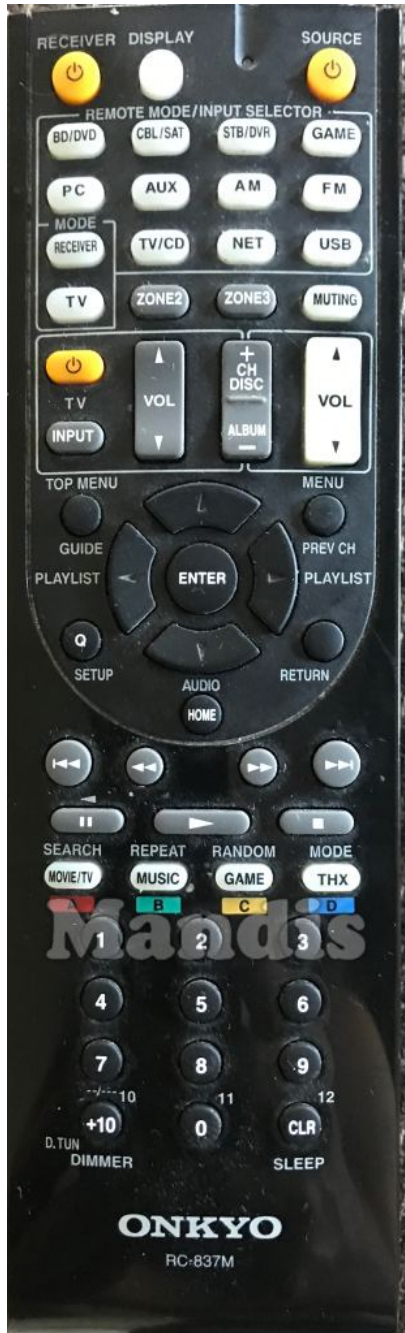 RECEIVER DISPLAY SOURCE
REMOTE MODE/INPUT SELECTOR
BD/DVD CBL/SAT STB/DVR GAME
PC AUX AM FM
MODE
RECEIVER TV/CD NET USB
TV ZONE2 ZONE3 MUTING
+
CH
DISC
TV VOL VOL
INPUT ALBUM
-
TOP MENU MENU
GUIDE PREV CH
PLAYLIST ENTER PLAYLIST
Q
SETUP RETURN
AUDIO
HOME
SEARCH REPEAT RANDOM MODE
MOVIE/TV MUSIC GAME THX
B C D
Mandis
1 2 3
4 5 6
7 8 9
--/---10 11 12
+10 0 CLR
D.TUN
DIMMER SLEEP
ONKYO
RC-837M